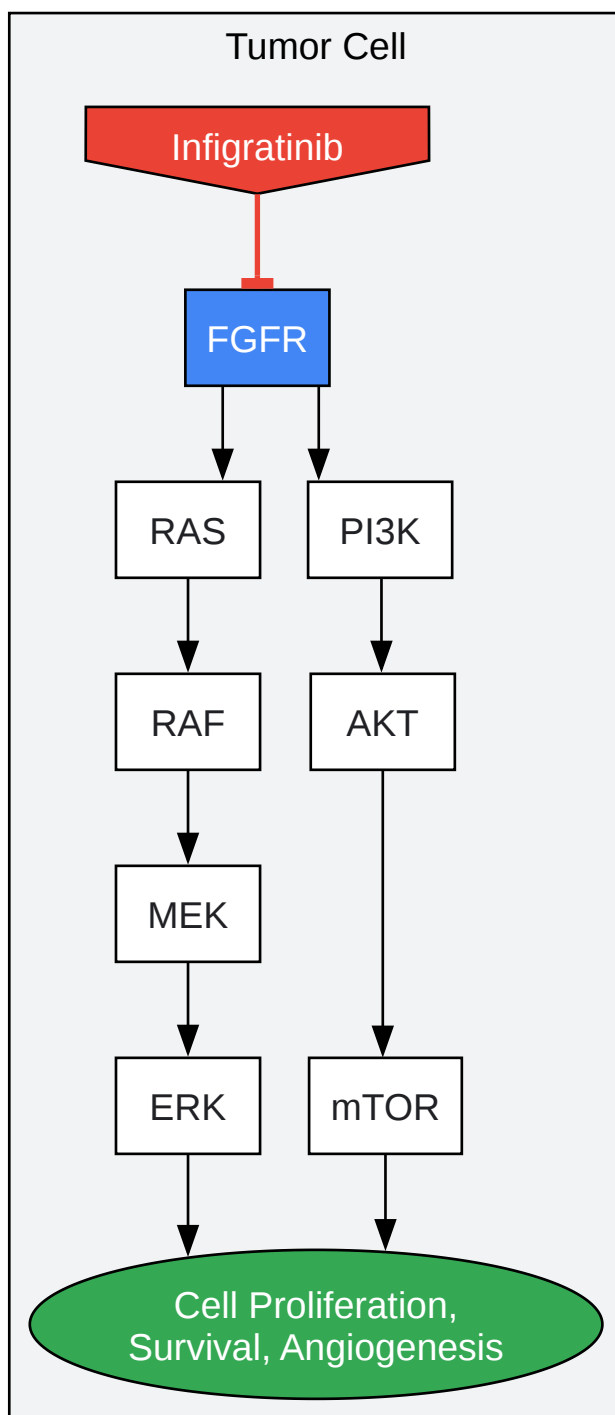 Tumor Cell
Infigratinib
FGFR
RAS
PI3K
RAF
AKT
MEK
ERK
mTOR
Cell Proliferation,
Survival, Angiogenesis